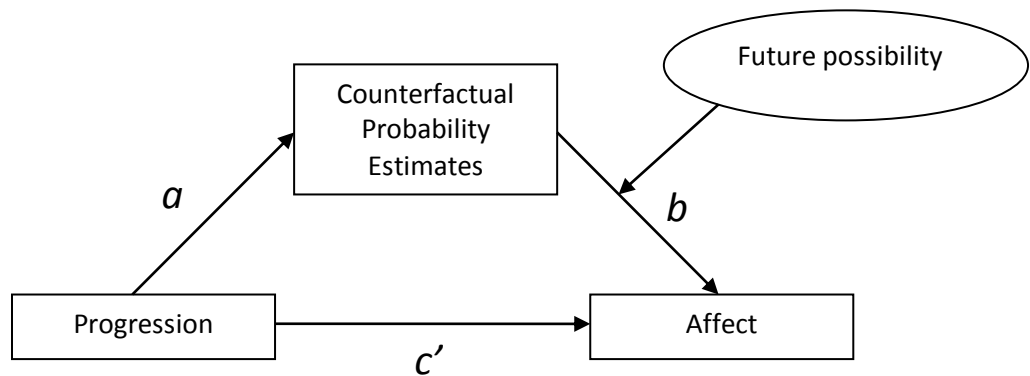 Future possibility
Counterfactual
Probability
Estimates
a
b
Progression
Affect
c’